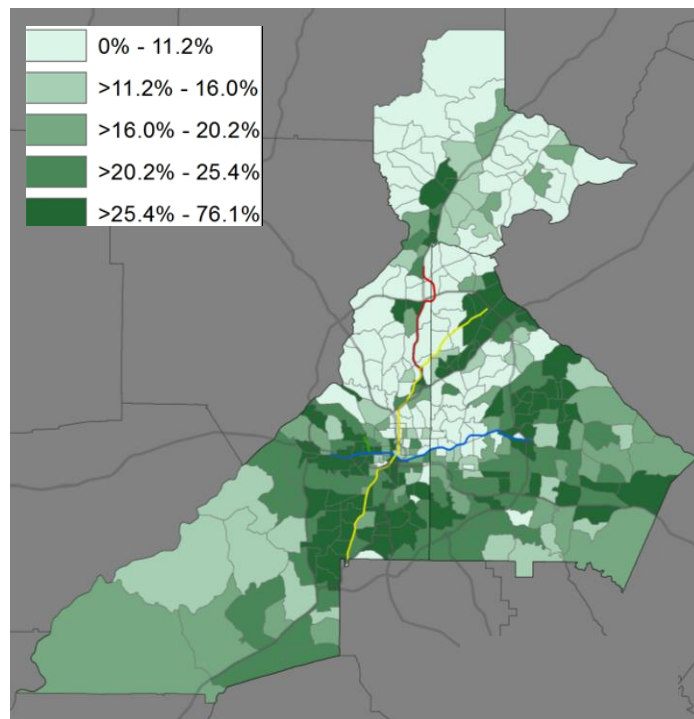 0% - 11.2%
>11.2% - 16.0%
>16.0% - 20.2%
>20.2% - 25.4%
>25.4% - 76.1%